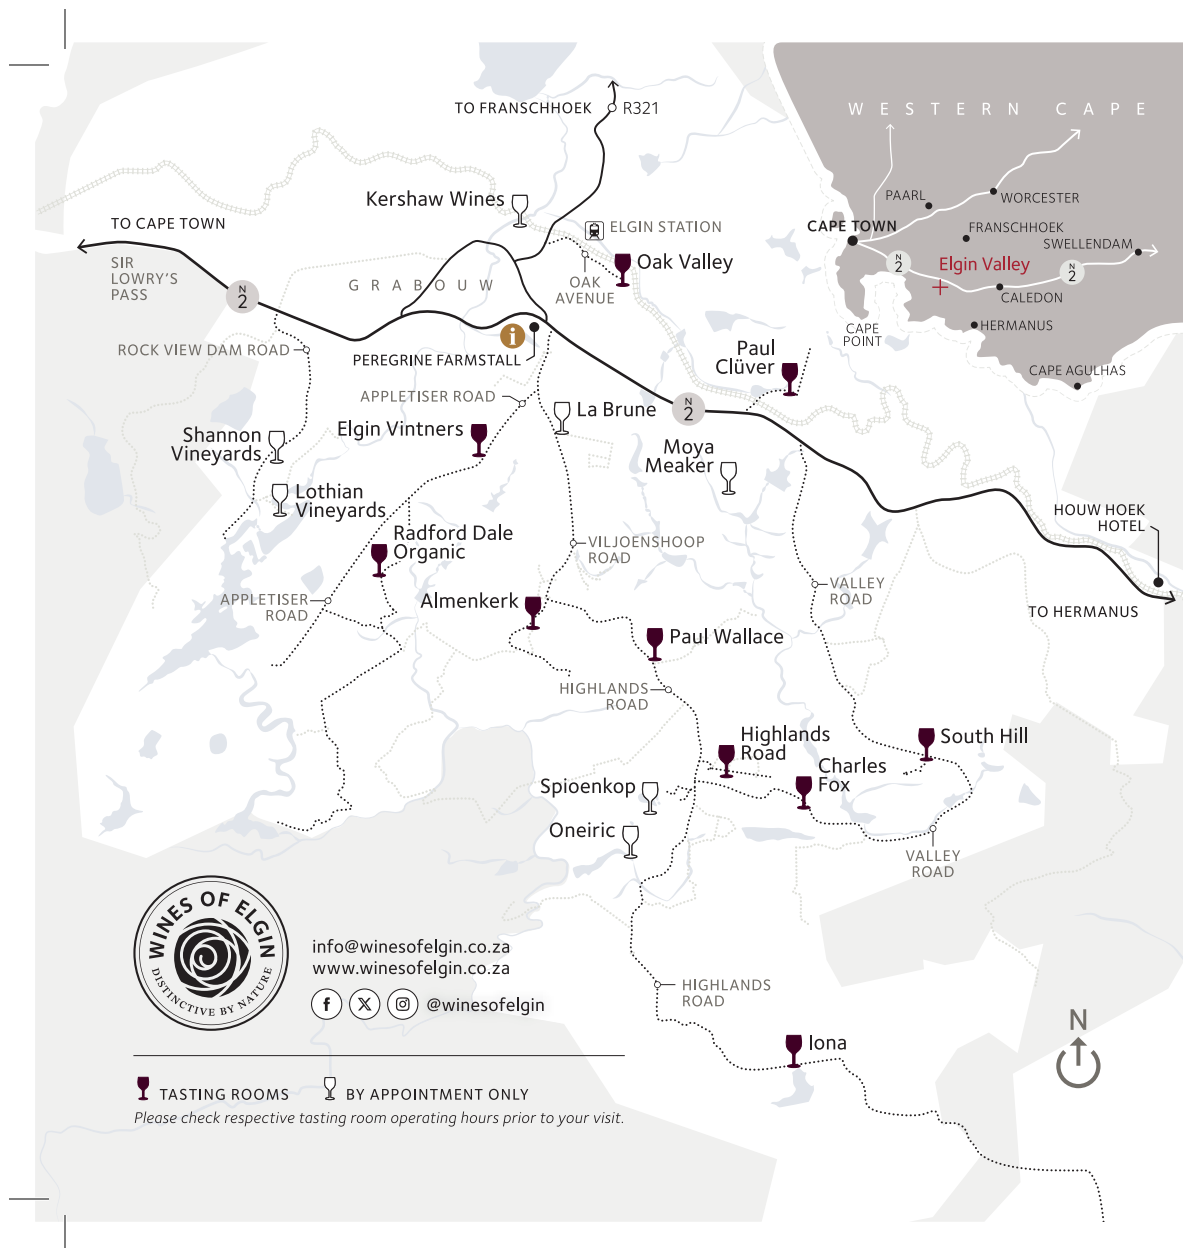 TO FRANSCHHOEK
R321
WESTERN CAPE
Kershaw Wines
PAARL
WORCESTER
TO CAPE TOWN
ELGIN STATION
CAPE TOWN
FRANSCHHOEK
SWELLENDAM
SIR
LOWRY'S
PASS
Oak Valley
N
2
Elgin Valley
N
2
GRABOUW
OAK
AVENUE
N
2
CALEDON
i
CAPE
POINT
HERMANUS
ROCK VIEW DAM ROAD
PEREGRINE FARMSTALL
Paul
Clüver
CAPE AGULHAS
APPLETISER ROAD
La Brune
N
2
Elgin Vintners
Shannon
Vineyards
Moya
Meaker
Lothian
Vineyards
HOUW HOEK
HOTEL
Radford Dale
Organic
VILJOENSHOOP
ROAD
VALLEY
ROAD
APPLETISER
ROAD
Almenkerk
TO HERMANUS
Paul Wallace
HIGHLANDS
ROAD
Highlands
Road
South Hill
Charles
Fox
Spioenkop
Oneiric
VALLEY
ROAD
WINES OF ELGIN
DISTINCTIVE BY NATURE
info@winesofelgin.co.za
www.winesofelgin.co.za
@winesofelgin
HIGHLANDS
ROAD
N
Iona
TASTING ROOMS
BY APPOINTMENT ONLY
Please check respective tasting room operating hours prior to your visit.